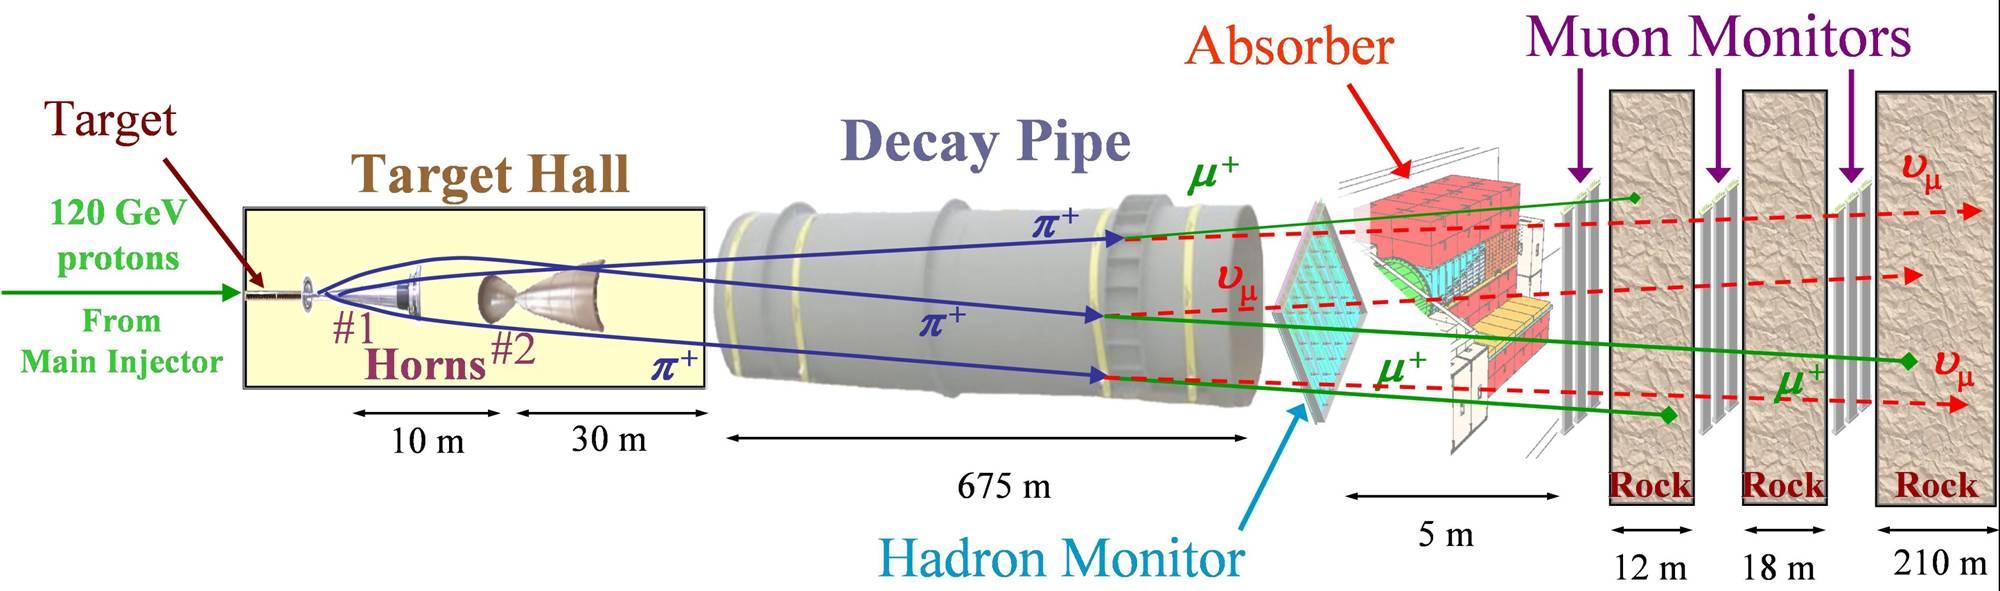 Target
120 GeV
protons
From
Main Injector
Target Hall
#1
Horns
#2
π+
10 m
30 m
Decay Pipe
π+
π+
675 m
μ+
υμ
μ+
Hadron Monitor
Absorber
5 m
Muon Monitors
υμ
υμ
μ+
Rock
Rock
Rock
12 m
18 m
210 m